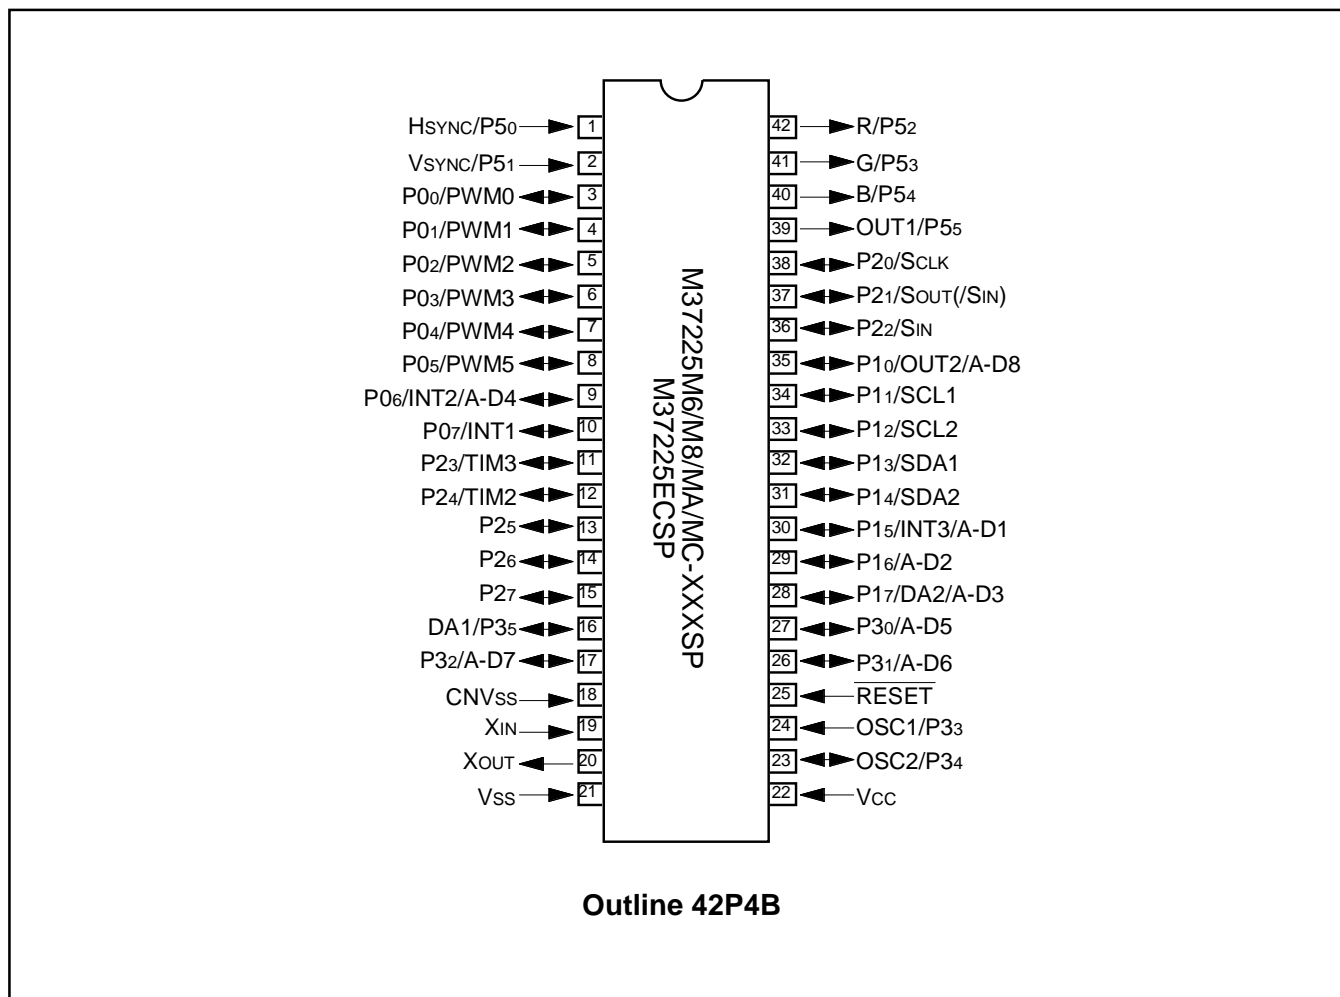 HSYNC/P50 1 42 R/P52
VSYNC/P51 2 41 G/P53
P00/PWM0 3 40 B/P54
P01/PWM1 4 39 OUT1/P55
P02/PWM2 5 38 P20/SCLK
P03/PWM3 6 37 P21/SOUT(/SIN)
P04/PWM4 7 36 P22/SIN
P05/PWM5 8 35 P10/OUT2/A-D8
P06/INT2/A-D4 9 34 P11/SCL1
P07/INT1 10 33 P12/SCL2
P23/TIM3 11 32 P13/SDA1
P24/TIM2 12 31 P14/SDA2
P25 13 30 P15/INT3/A-D1
P26 14 29 P16/A-D2
P27 15 28 P17/DA2/A-D3
DA1/P35 16 27 P30/A-D5
P32/A-D7 17 26 P31/A-D6
CNVSS 18 25 RESET
XIN 19 24 OSC1/P33
XOUT 20 23 OSC2/P34
VSS 21 22 VCC
M37225M6/M8/MA/MC-XXXSP
M37225ECSP
Outline 42P4B